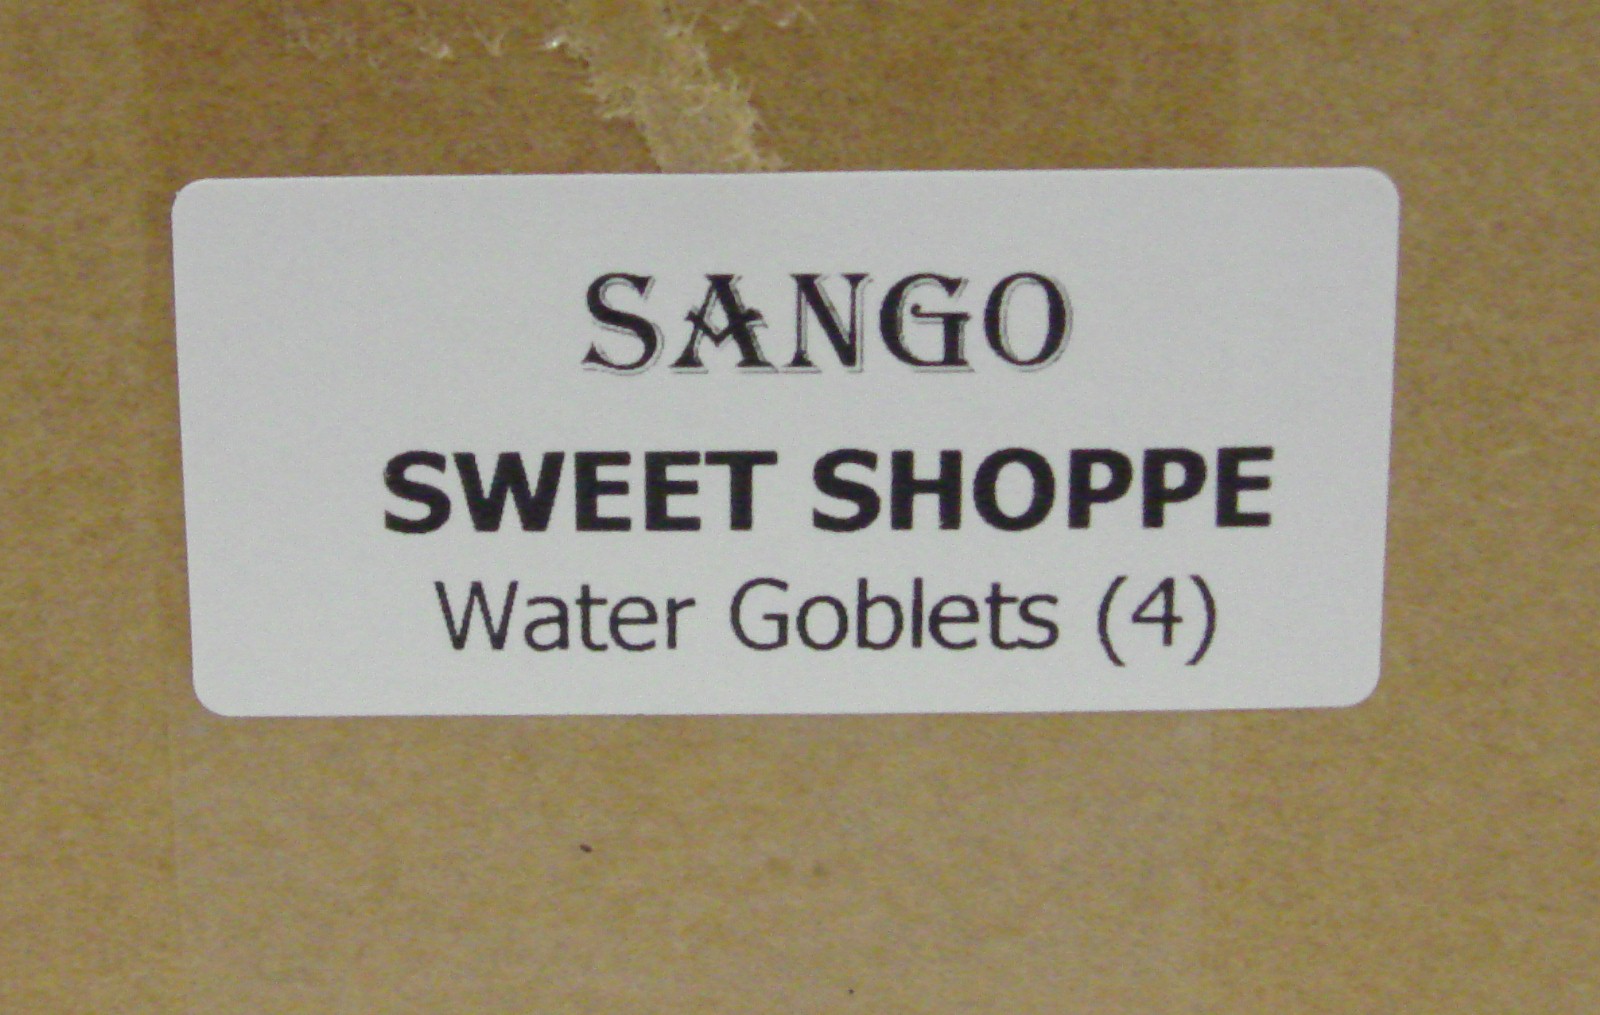 SANGO
SWEET SHOPPE
Water Goblets (4)